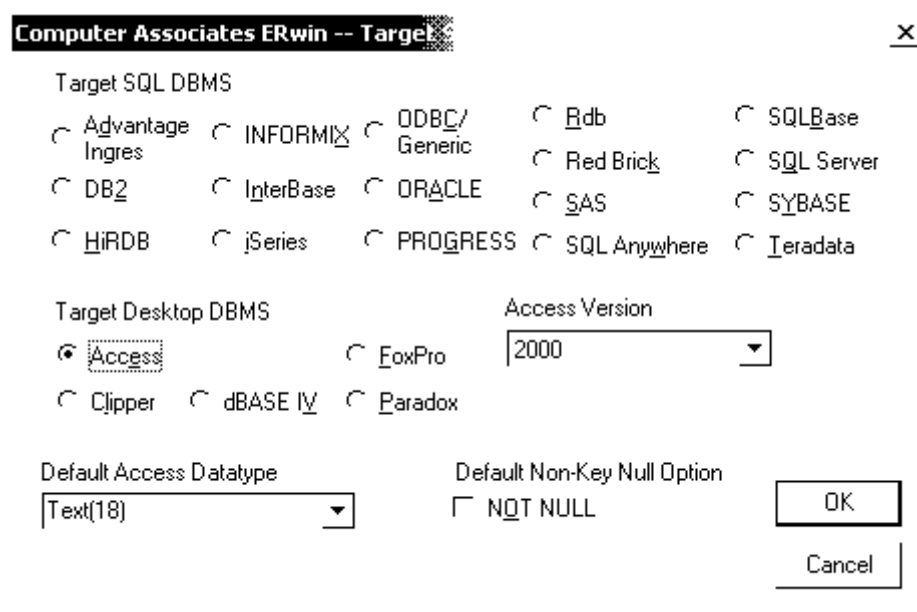 Computer Associates ERwin -- Target
Target SQL DBMS
Advantage
Ingres
INFORMIX
ODBC/
Generic
Rdb
SQLBase
Red Brick
SQL Server
DB2
InterBase
ORACLE
SAS
SYBASE
HiRDB
iSeries
PROGRESS
SQL Anywhere
Teradata
Target Desktop DBMS
Access Version
Access
FoxPro
2000
Clipper
dBASE IV
Paradox
Default Access Datatype
Default Non-Key Null Option
Text(18)
NOT NULL
OK
Cancel